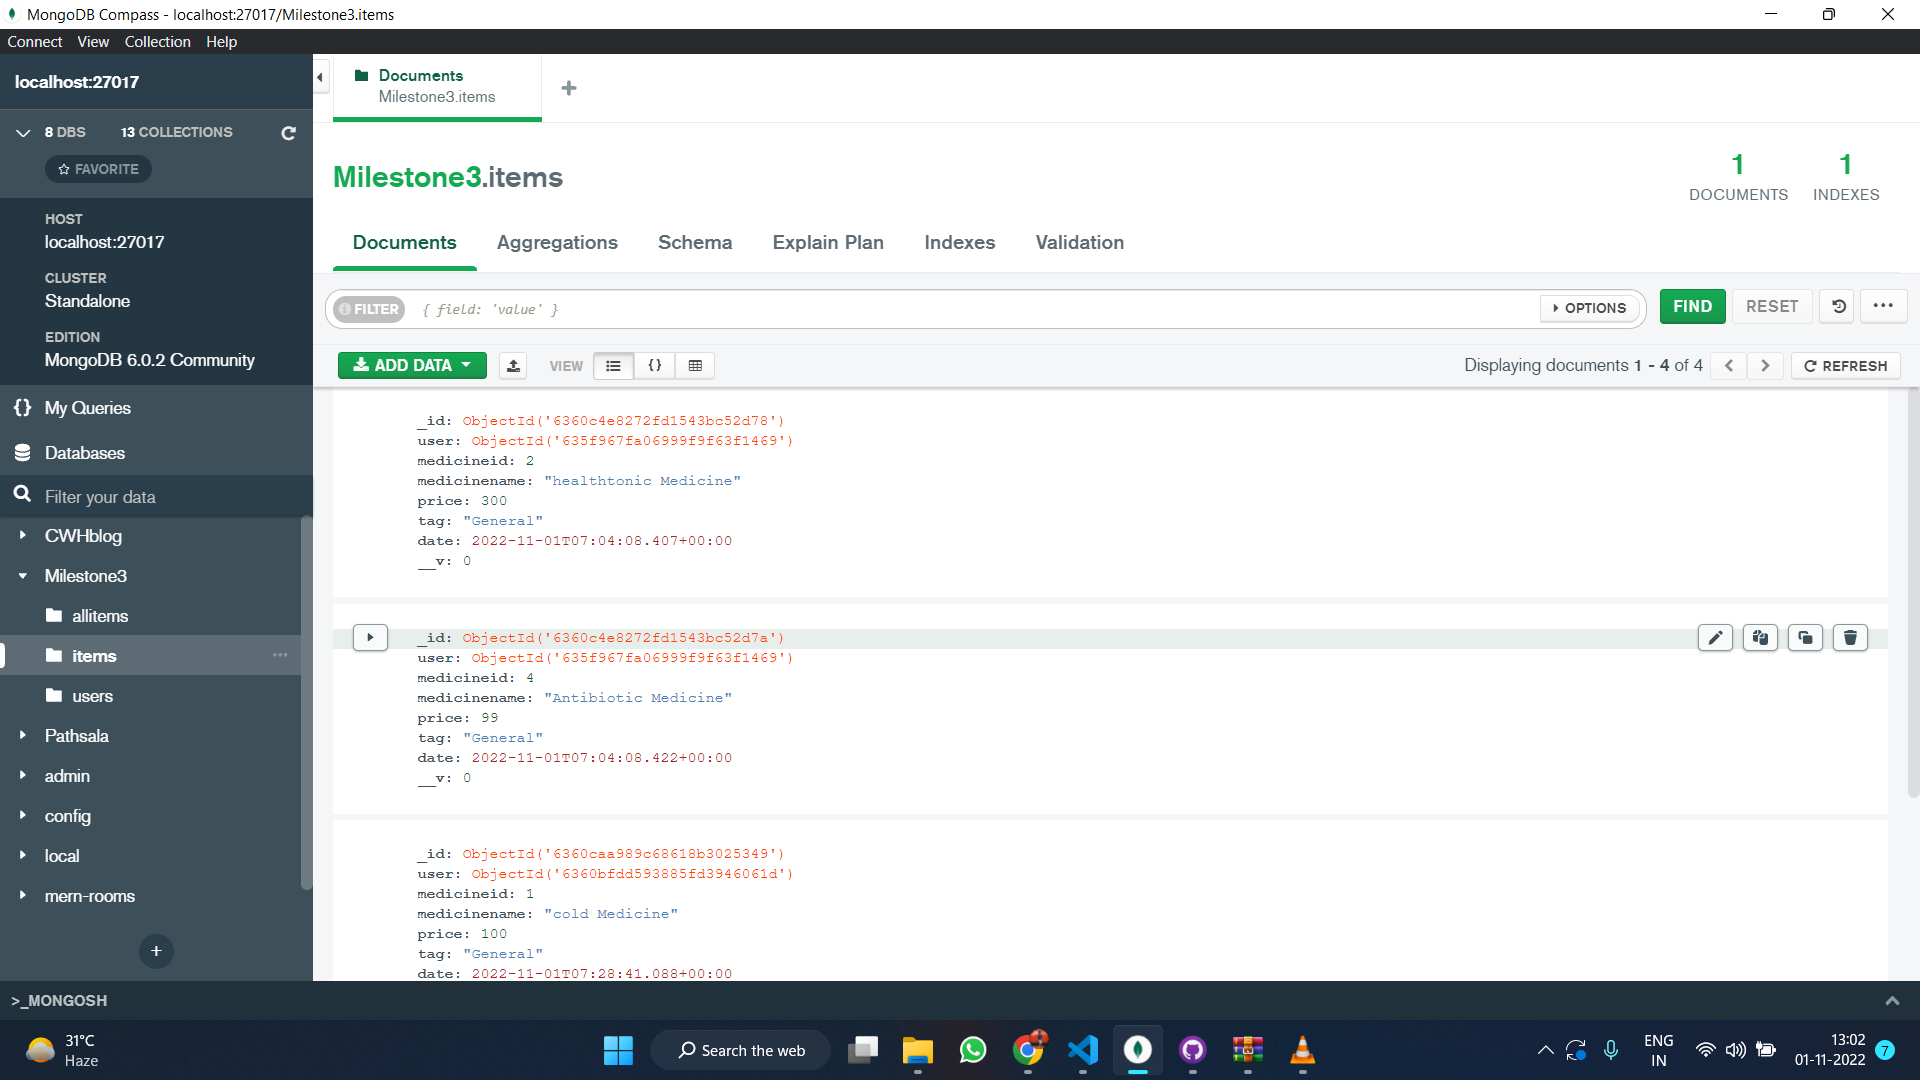 MongoDB Compass - localhost:27017/Milestone3.items
Connect View Collection Help
localhost:27017
8 DBS 13 COLLECTIONS
FAVORITE
HOST
localhost:27017
CLUSTER
Standalone
EDITION
MongoDB 6.0.2 Community
{} My Queries
Databases
Filter your data
CWHblog
Milestone3
allitems
items
users
Pathsala
admin
config
local
mern-rooms
Documents
Milestone3.items
Milestone3.items
1
DOCUMENTS
1
INDEXES
Documents Aggregations Schema Explain Plan Indexes Validation
FILTER { field: 'value' } OPTIONS FIND RESET
ADD DATA VIEW {} Displaying documents 1 - 4 of 4 REFRESH
_id: ObjectId('6360c4e8272fd1543bc52d78')
user: ObjectId('635f967fa06999f9f63f1469')
medicineid: 2
medicinename: "healthtonic Medicine"
price: 300
tag: "General"
date: 2022-11-01T07:04:08.407+00:00
__v: 0
_id: ObjectId('6360c4e8272fd1543bc52d7a')
user: ObjectId('635f967fa06999f9f63f1469')
medicineid: 4
medicinename: "Antibiotic Medicine"
price: 99
tag: "General"
date: 2022-11-01T07:04:08.422+00:00
__v: 0
_id: ObjectId('6360caa989c68618b3025349')
user: ObjectId('6360bfdd593885fd3946061d')
medicineid: 1
medicinename: "cold Medicine"
price: 100
tag: "General"
date: 2022-11-01T07:28:41.088+00:00
>_MONGOSH
31°C
Haze
Search the web
ENG
IN
13:02
01-11-2022
7